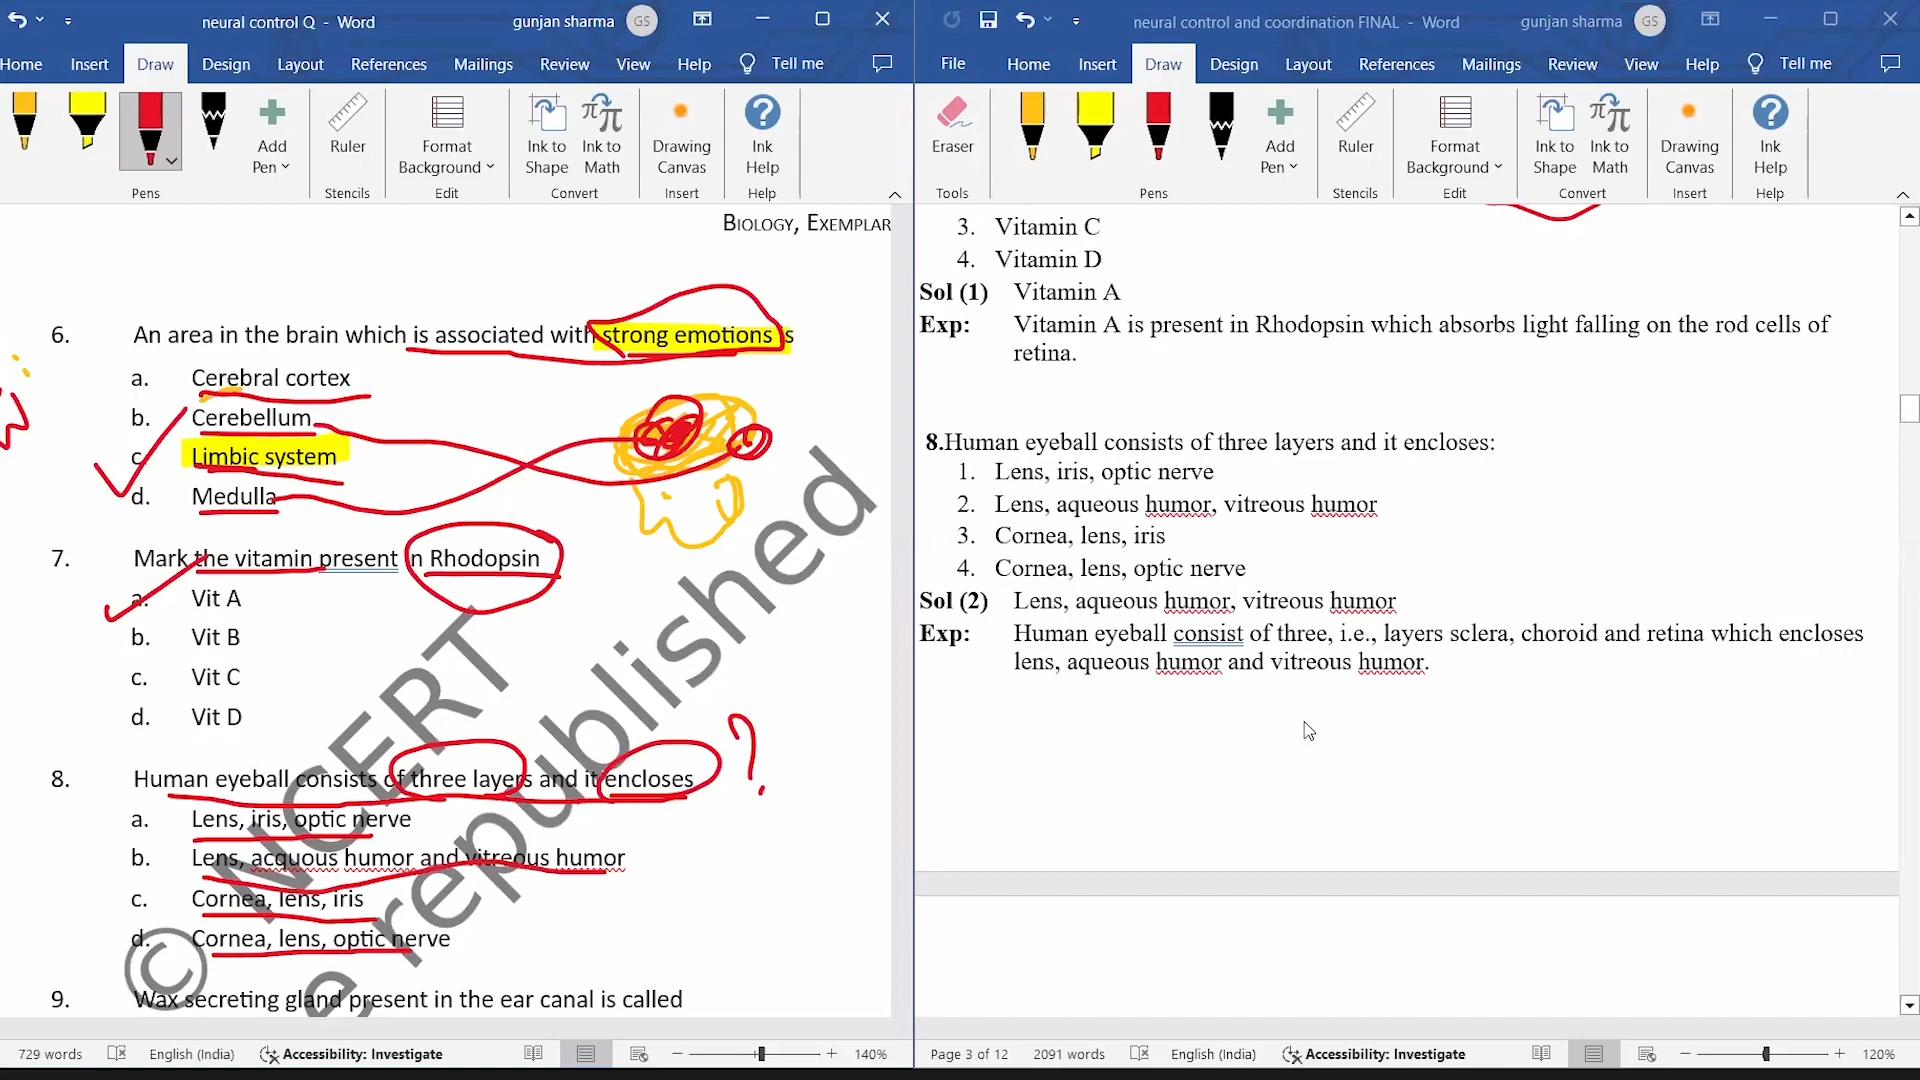 neural control Q - Word
gunjan sharma GS
Home Insert Draw Design Layout References Mailings Review View Help Tell me
Add Pen
Ruler
Format Background
Ink to Shape
Ink to Math
Drawing Canvas
Ink Help
Pens Stencils Edit Convert Insert Help
BIOLOGY, EXEMPLAR
6. An area in the brain which is associated with strong emotions is
a. Cerebral cortex
b. Cerebellum
c. Limbic system
d. Medulla
7. Mark the vitamin present in Rhodopsin
a. Vit A
b. Vit B
c. Vit C
d. Vit D
8. Human eyeball consists of three layers and it encloses
?
a. Lens, iris, optic nerve
b. Lens, acquous humor and vitreous humor
c. Cornea, lens, iris
d. Cornea, lens, optic nerve
9. Wax secreting gland present in the ear canal is called
© NCERT
e republished
729 words English (India) Accessibility: Investigate 140%
neural control and coordination FINAL - Word
gunjan sharma GS
File Home Insert Draw Design Layout References Mailings Review View Help Tell me
Eraser
Add Pen
Ruler
Format Background
Ink to Shape
Ink to Math
Drawing Canvas
Ink Help
Tools Pens Stencils Edit Convert Insert Help
3. Vitamin C
4. Vitamin D
Sol (1) Vitamin A
Exp: Vitamin A is present in Rhodopsin which absorbs light falling on the rod cells of
retina.
8.Human eyeball consists of three layers and it encloses:
1. Lens, iris, optic nerve
2. Lens, aqueous humor, vitreous humor
3. Cornea, lens, iris
4. Cornea, lens, optic nerve
Sol (2) Lens, aqueous humor, vitreous humor
Exp: Human eyeball consist of three, i.e., layers sclera, choroid and retina which encloses
lens, aqueous humor and vitreous humor.
Page 3 of 12 2091 words English (India) Accessibility: Investigate 120%